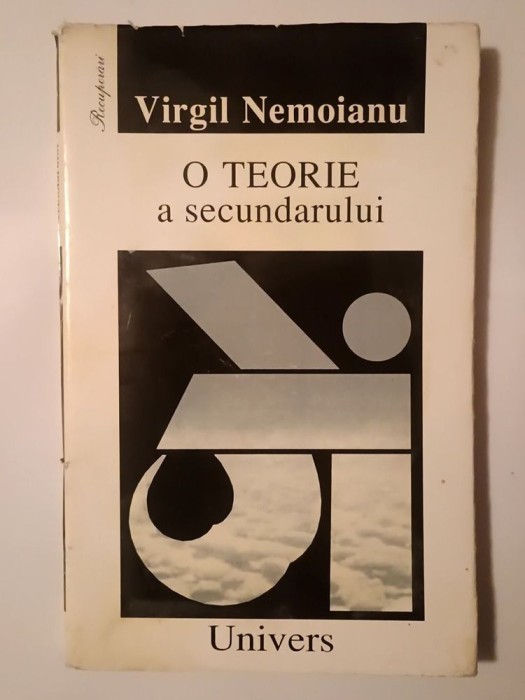 Recuperări
Virgil Nemoianu
O TEORIE
a secundarului
Univers